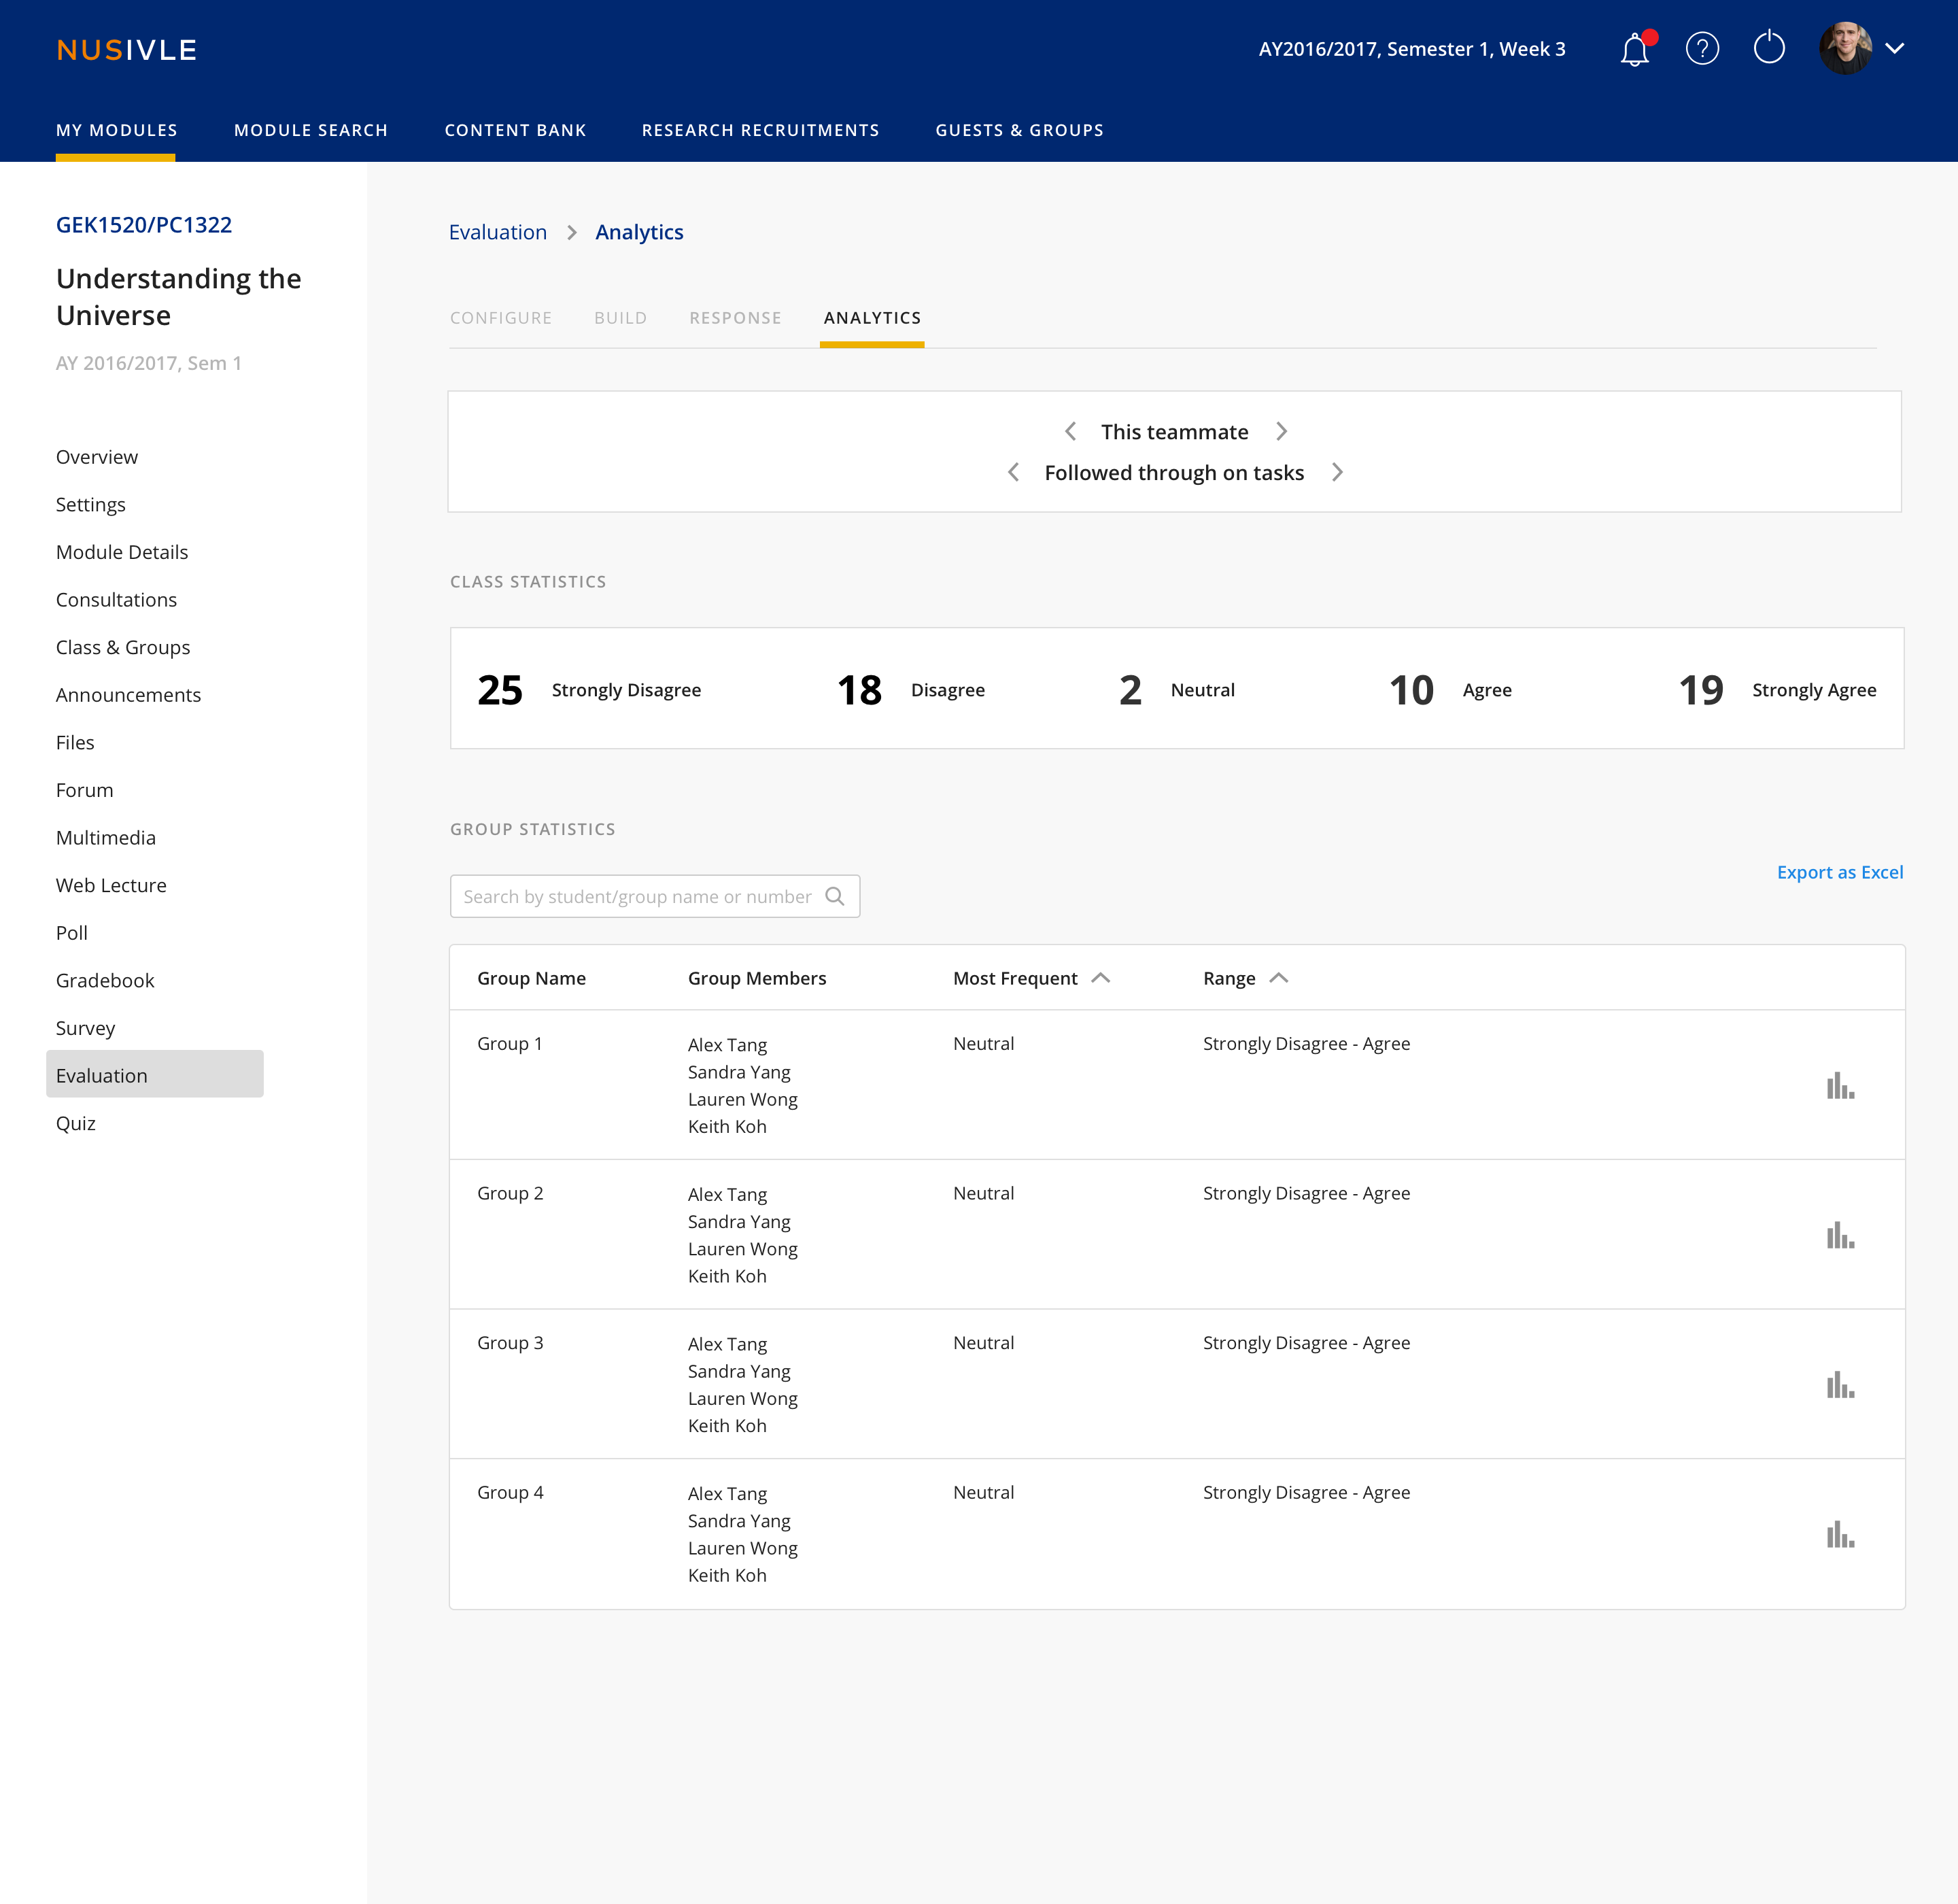 NUSIVLE
AY2016/2017, Semester 1, Week 3
?
MY MODULES MODULE SEARCH CONTENT BANK RESEARCH RECRUITMENTS GUESTS & GROUPS
GEK1520/PC1322
Understanding the
Universe
AY 2016/2017, Sem 1
Overview
Settings
Module Details
Consultations
Class & Groups
Announcements
Files
Forum
Multimedia
Web Lecture
Poll
Gradebook
Survey
Evaluation
Quiz
Evaluation > Analytics
CONFIGURE BUILD RESPONSE ANALYTICS
This teammate
Followed through on tasks
CLASS STATISTICS
25 Strongly Disagree 18 Disagree 2 Neutral 10 Agree 19 Strongly Agree
GROUP STATISTICS
Export as Excel
Search by student/group name or number
Group Name Group Members Most Frequent Range
Group 1 Alex Tang Neutral Strongly Disagree - Agree
Sandra Yang
Lauren Wong
Keith Koh
Group 2 Alex Tang Neutral Strongly Disagree - Agree
Sandra Yang
Lauren Wong
Keith Koh
Group 3 Alex Tang Neutral Strongly Disagree - Agree
Sandra Yang
Lauren Wong
Keith Koh
Group 4 Alex Tang Neutral Strongly Disagree - Agree
Sandra Yang
Lauren Wong
Keith Koh